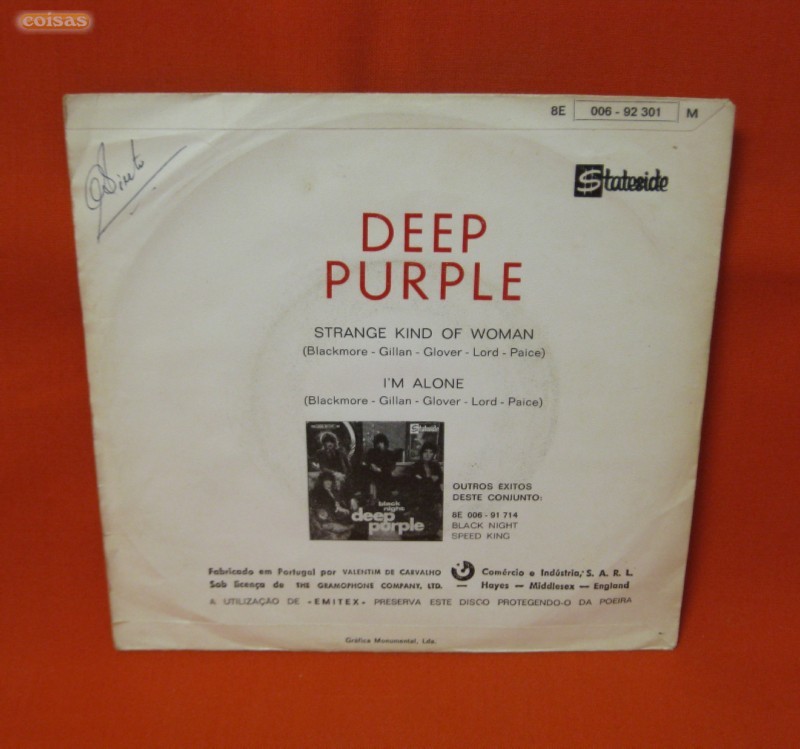 coisas
8E 006 - 92 301 M
Stateside
DEEP
PURPLE
STRANGE KIND OF WOMAN
(Blackmore - Gillan - Glover - Lord - Paice)
I'M ALONE
(Blackmore - Gillan - Glover - Lord - Paice)
Stateside
black
night
deep
purple
OUTROS ÊXITOS
DESTE CONJUNTO:
8E 006 - 91 714
BLACK NIGHT
SPEED KING
Fabricado em Portugal por VALENTIM DE CARVALHO Comércio e Indústria, S. A. R. L.
Sob licença de THE GRAMOPHONE COMPANY, LTD. — Hayes — Middlesex — England
A UTILIZAÇÃO DE «EMITEX» PRESERVA ESTE DISCO PROTEGENDO-O DA POEIRA
Gráfica Monumental, Lda.